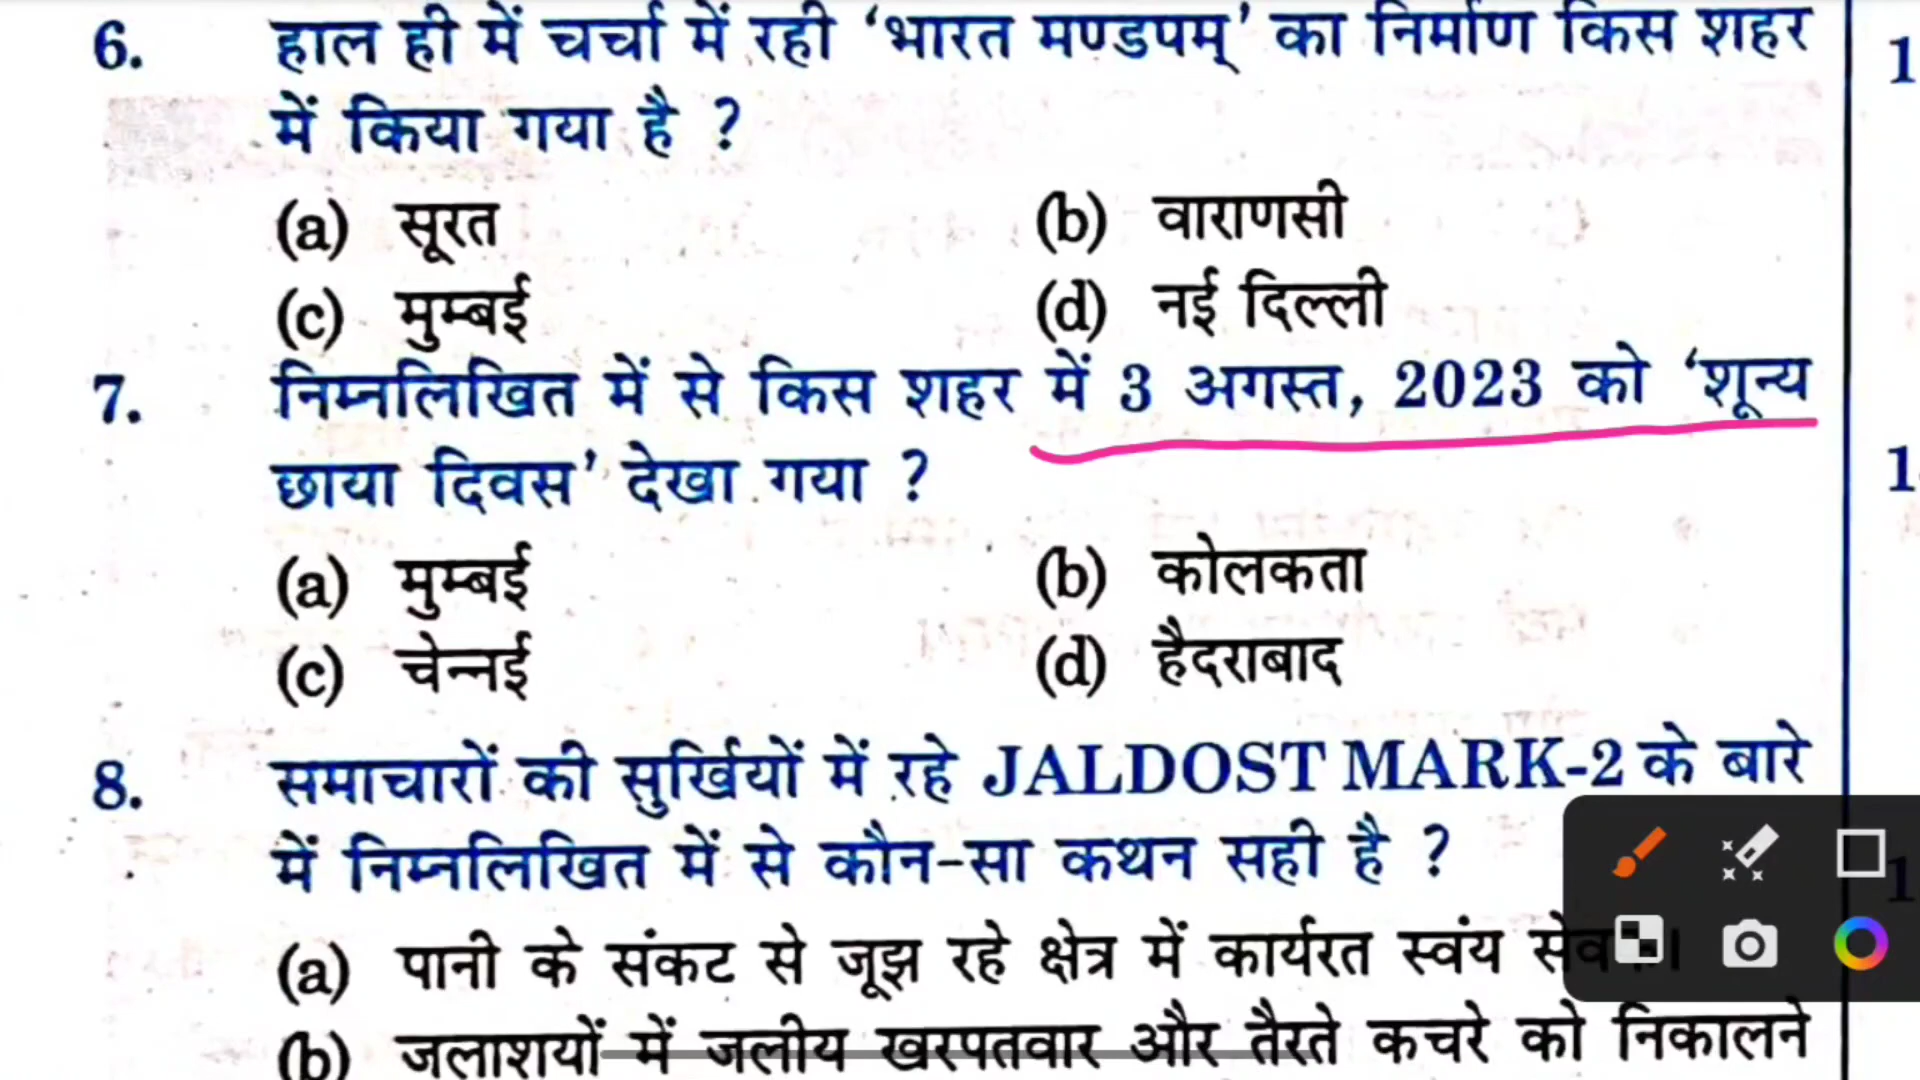 6. हाल ही में चर्चा में रही ‘भारत मण्डपम्’ का निर्माण किस शहर
में किया गया है ?
(a) सूरत (b) वाराणसी
(c) मुम्बई (d) नई दिल्ली
7. निम्नलिखित में से किस शहर में 3 अगस्त, 2023 को ‘शून्य
छाया दिवस’ देखा गया ?
(a) मुम्बई (b) कोलकता
(c) चेन्नई (d) हैदराबाद
8. समाचारों की सुर्खियों में रहे JALDOST MARK-2 के बारे
में निम्नलिखित में से कौन-सा कथन सही है ?
(a) पानी के संकट से जूझ रहे क्षेत्र में कार्यरत स्वंय
(b) जलाशयों में जलीय खरपतवार और तैरते कचरे को निकालने
1
1
1